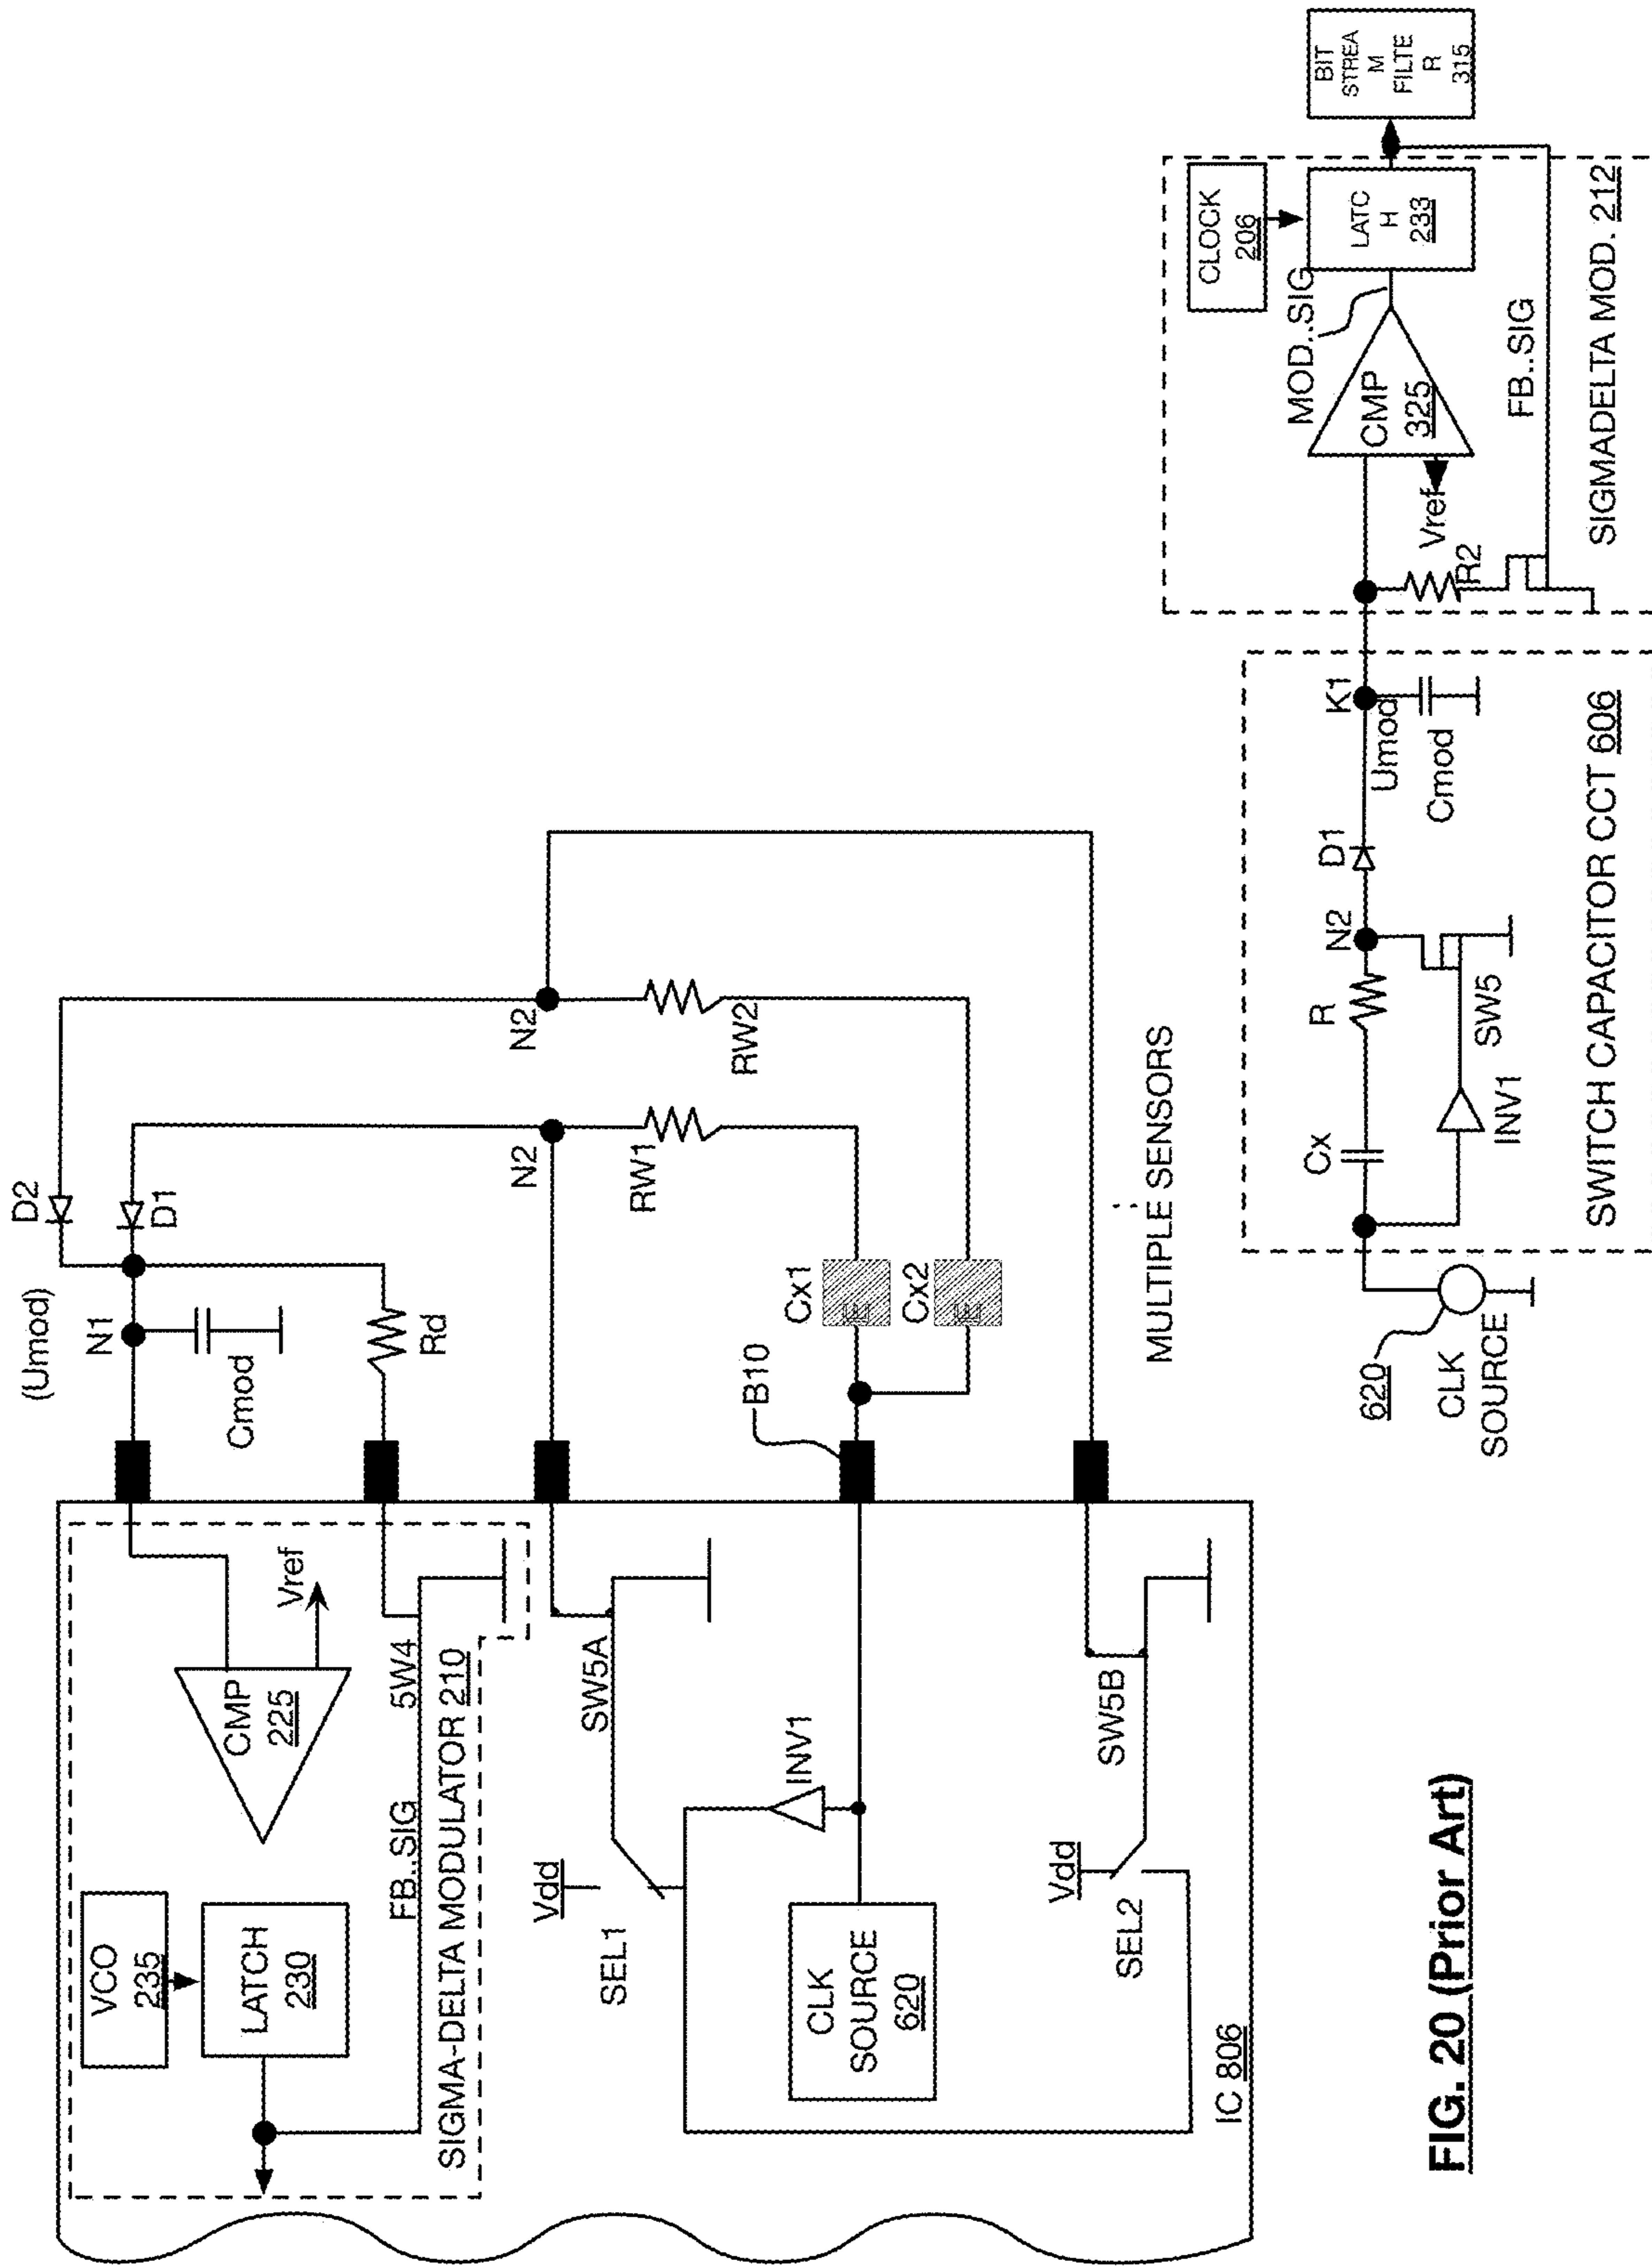 VCO
235
LATCH
230
CMP
225
Vref
FB..SIG
5W4
SIGMA-DELTA MODULATOR 210
(Umod)
N1
Cmod
D2
D1
Rd
Vdd
SEL1
SW5A
INV1
CLK
SOURCE
620
Vdd
SEL2
SW5B
IC 806
N2
N2
RW1
RW2
Cx1
Cx2
B10
MULTIPLE SENSORS
620
CLK
SOURCE
Cx
R
N2
D1
K1
Umod
Cmod
INV1
SW5
SWITCH CAPACITOR CCT 606
CLOCK
206
MOD..SIG
LATC
H
233
CMP
325
Vref
R2
FB..SIG
SIGMADELTA MOD. 212
BIT
STREA
M
FILTE
R
315
FIG. 20 (Prior Art)